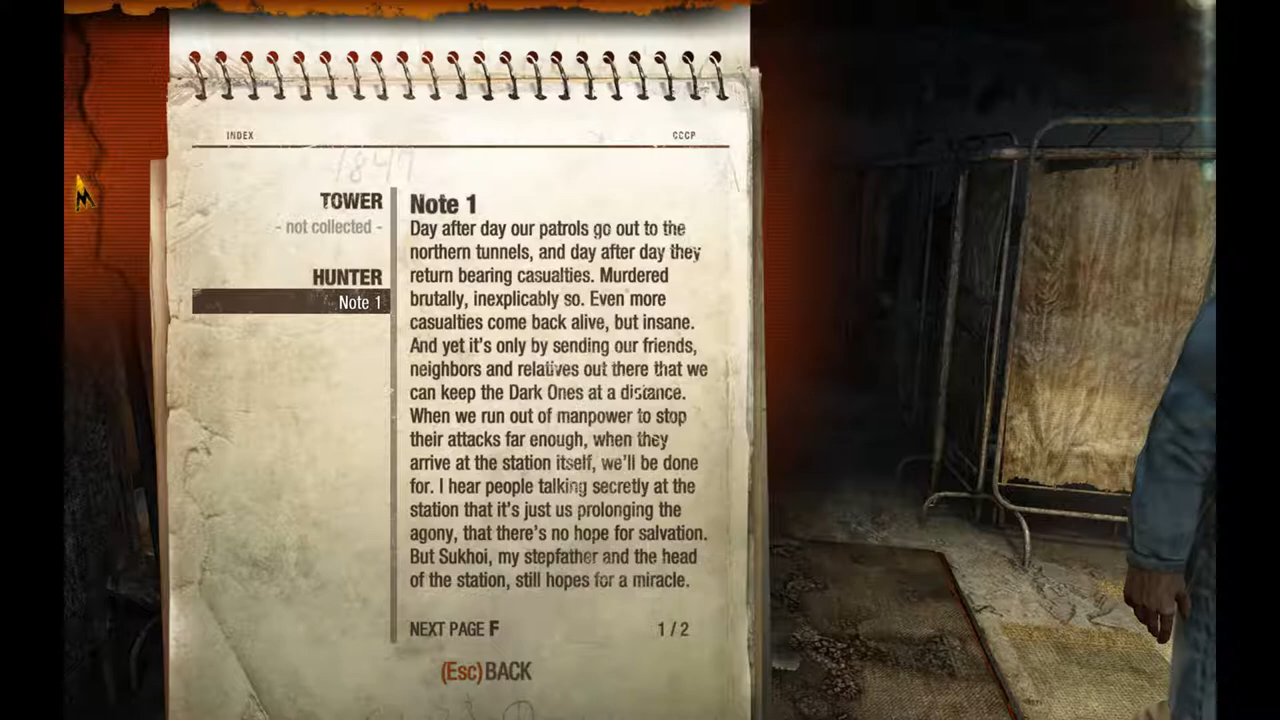 INDEX
CCCP
1847
TOWER
- not collected -
HUNTER
Note 1
Note 1
Day after day our patrols go out to the
northern tunnels, and day after day they
return bearing casualties. Murdered
brutally, inexplicably so. Even more
casualties come back alive, but insane.
And yet it's only by sending our friends,
neighbors and relatives out there that we
can keep the Dark Ones at a distance.
When we run out of manpower to stop
their attacks far enough, when they
arrive at the station itself, we'll be done
for. I hear people talking secretly at the
station that it's just us prolonging the
agony, that there's no hope for salvation.
But Sukhoi, my stepfather and the head
of the station, still hopes for a miracle.
NEXT PAGE F
1 / 2
(Esc) BACK